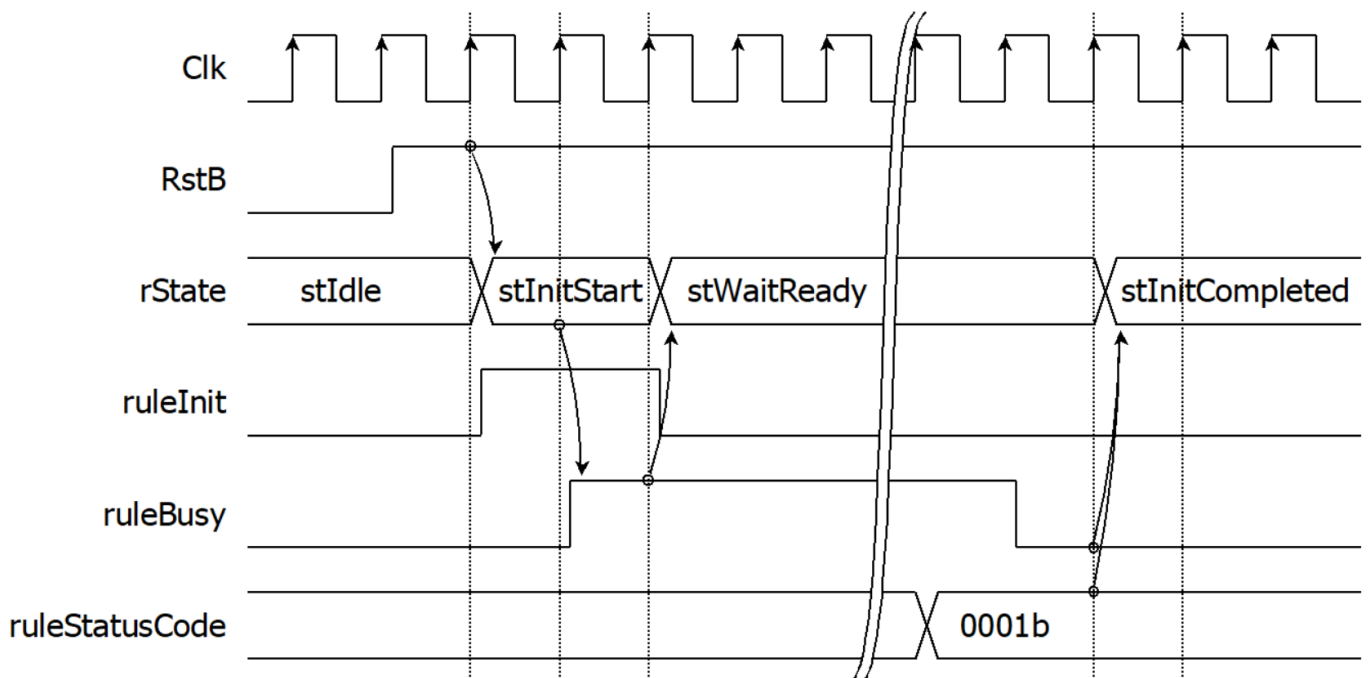 Clk
RstB
rState stIdle stInitStart stWaitReady stInitCompleted
ruleInit
ruleBusy
ruleStatusCode 0001b